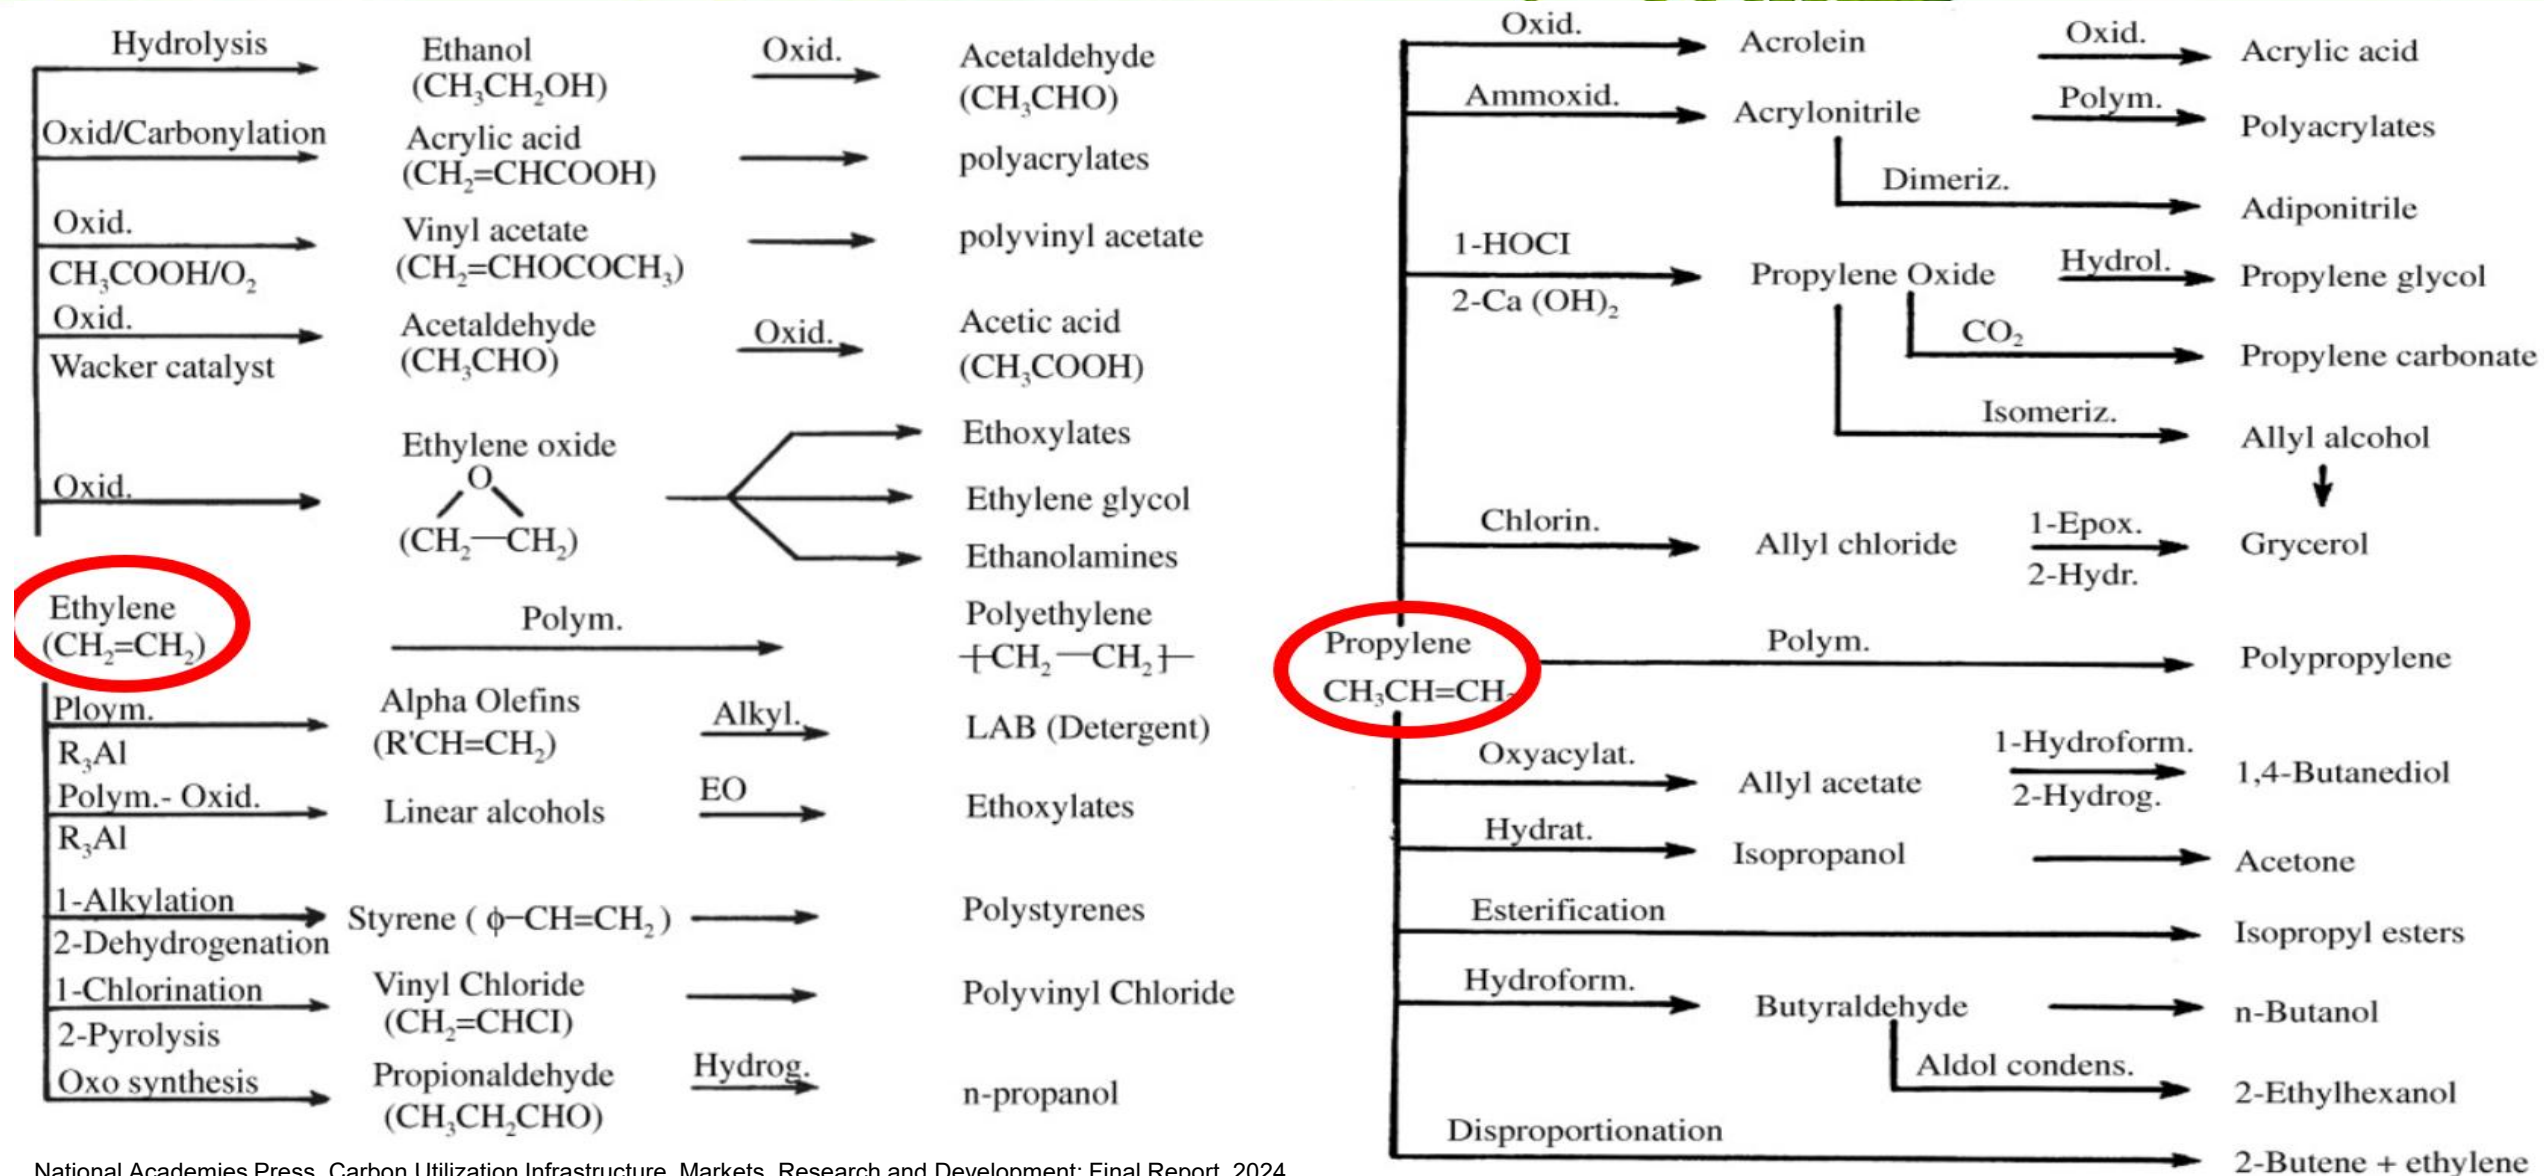 Hydrolysis
Ethanol
(CH₃CH₂OH)
Oxid.
Acetaldehyde
(CH₃CHO)
Oxid/Carbonylation
Acrylic acid
(CH₂=CHCOOH)
polyacrylates
Oxid.
CH₃COOH/O₂
Vinyl acetate
(CH₂=CHOCOCH₃)
polyvinyl acetate
Oxid.
Wacker catalyst
Acetaldehyde
(CH₃CHO)
Oxid.
Acetic acid
(CH₃COOH)
Oxid.
Ethylene oxide
O
(CH₂—CH₂)
Ethoxylates
Ethylene glycol
Ethanolamines
Ethylene
(CH₂=CH₂)
Polym.
Polyethylene
-[-CH₂—CH₂-]-
Ploym.
R₃Al
Alpha Olefins
(R'CH=CH₂)
Alkyl.
LAB (Detergent)
Polym.- Oxid.
R₃Al
Linear alcohols
EO
Ethoxylates
1-Alkylation
2-Dehydrogenation
Styrene ( ϕ–CH=CH₂ )
Polystyrenes
1-Chlorination
2-Pyrolysis
Vinyl Chloride
(CH₂=CHCI)
Polyvinyl Chloride
Oxo synthesis
Propionaldehyde
(CH₃CH₂CHO)
Hydrog.
n-propanol
Oxid.
Acrolein
Oxid.
Acrylic acid
Ammoxid.
Acrylonitrile
Polym.
Polyacrylates
Dimeriz.
Adiponitrile
1-HOCI
2-Ca (OH)₂
Propylene Oxide
Hydrol.
Propylene glycol
CO₂
Propylene carbonate
Isomeriz.
Allyl alcohol
Chlorin.
Allyl chloride
1-Epox.
2-Hydr.
Grycerol
Propylene
CH₃CH=CH₂
Polym.
Polypropylene
Oxyacylat.
Allyl acetate
1-Hydroform.
2-Hydrog.
1,4-Butanediol
Hydrat.
Isopropanol
Acetone
Esterification
Isopropyl esters
Hydroform.
Butyraldehyde
n-Butanol
Aldol condens.
2-Ethylhexanol
Disproportionation
2-Butene + ethylene
National Academies Press, Carbon Utilization Infrastructure, Markets, Research and Development: Final Report, 2024